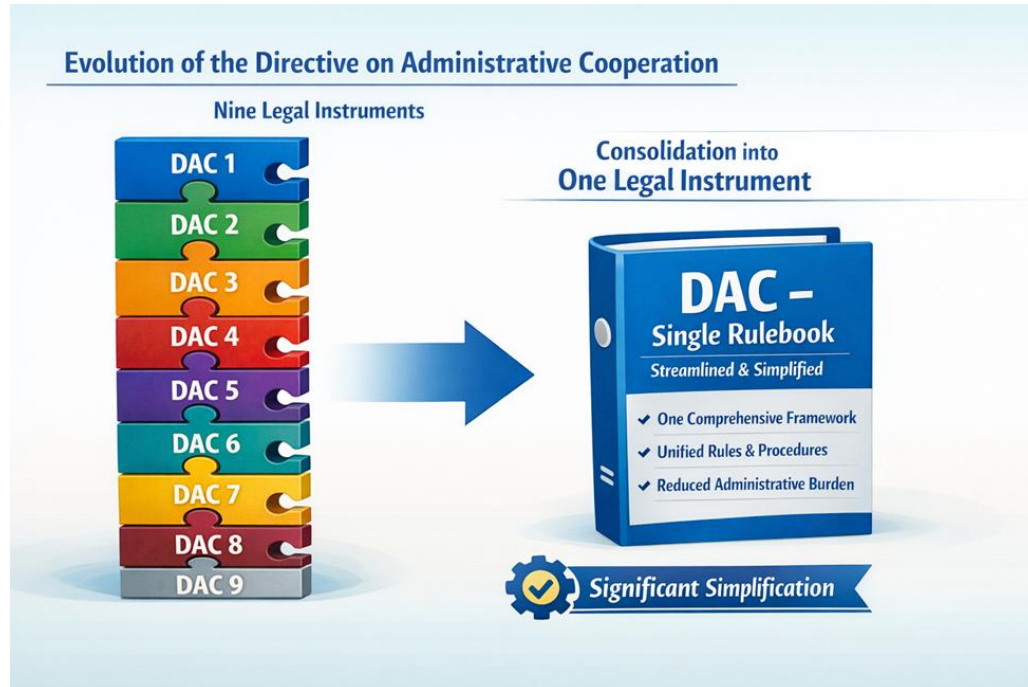 Evolution of the Directive on Administrative Cooperation
Nine Legal Instruments
DAC 1
DAC 2
DAC 3
DAC 4
DAC 5
DAC 6
DAC 7
DAC 8
DAC 9
Consolidation into
One Legal Instrument
DAC –
Single Rulebook
Streamlined & Simplified
✔ One Comprehensive Framework
✔ Unified Rules & Procedures
✔ Reduced Administrative Burden
Significant Simplification